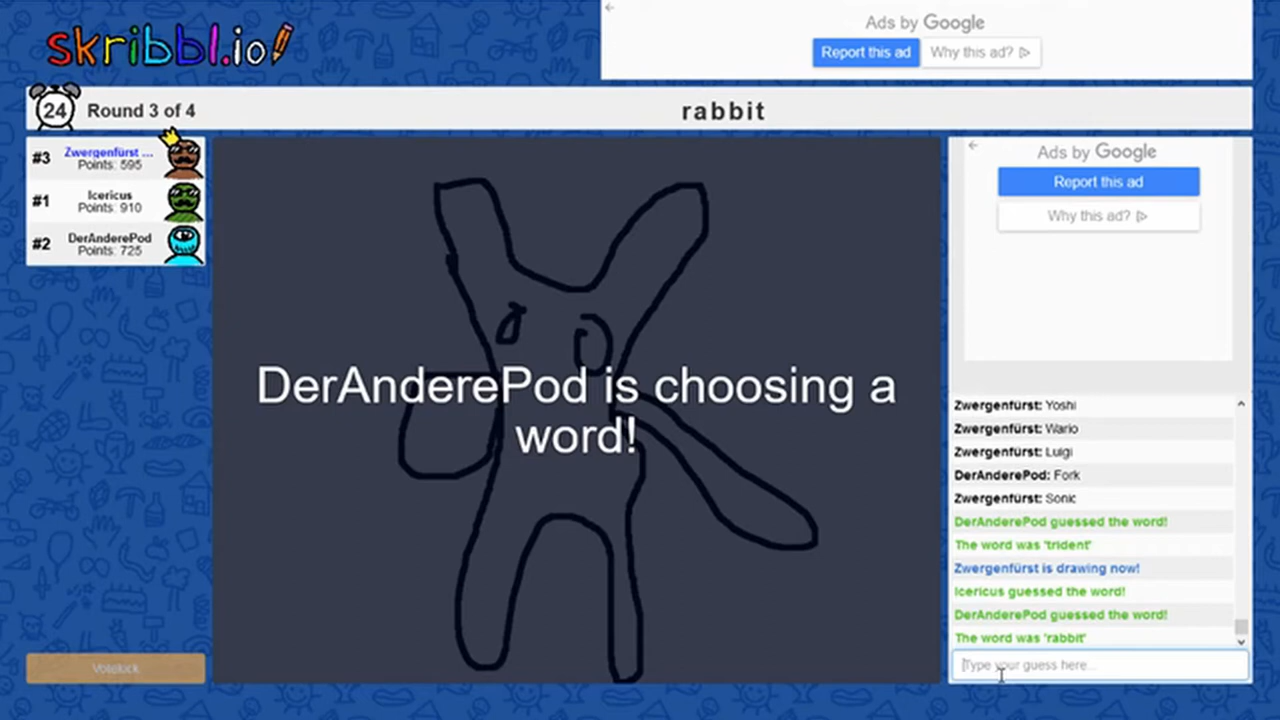 skribbl.io!
Ads by Google
Report this ad
Why this ad?
24
Round 3 of 4
rabbit
#3
Zwergenfürst ...
Points: 595
#1
Icericus
Points: 910
#2
DerAnderePod
Points: 725
DerAnderePod is choosing a
word!
Ads by Google
Report this ad
Why this ad?
Zwergenfürst: Yoshi
Zwergenfürst: Wario
Zwergenfürst: Luigi
DerAnderePod: Fork
Zwergenfürst: Sonic
DerAnderePod guessed the word!
The word was 'trident'
Zwergenfürst is drawing now!
Icericus guessed the word!
DerAnderePod guessed the word!
The word was 'rabbit'
Type your guess here...
Votekick